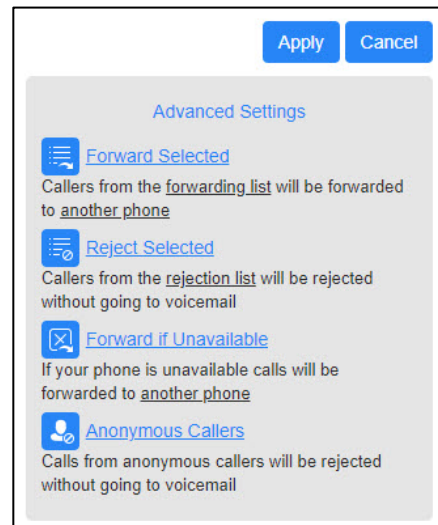 Apply Cancel
Advanced Settings
Forward Selected
Callers from the forwarding list will be forwarded
to another phone
Reject Selected
Callers from the rejection list will be rejected
without going to voicemail
Forward if Unavailable
If your phone is unavailable calls will be
forwarded to another phone
Anonymous Callers
Calls from anonymous callers will be rejected
without going to voicemail